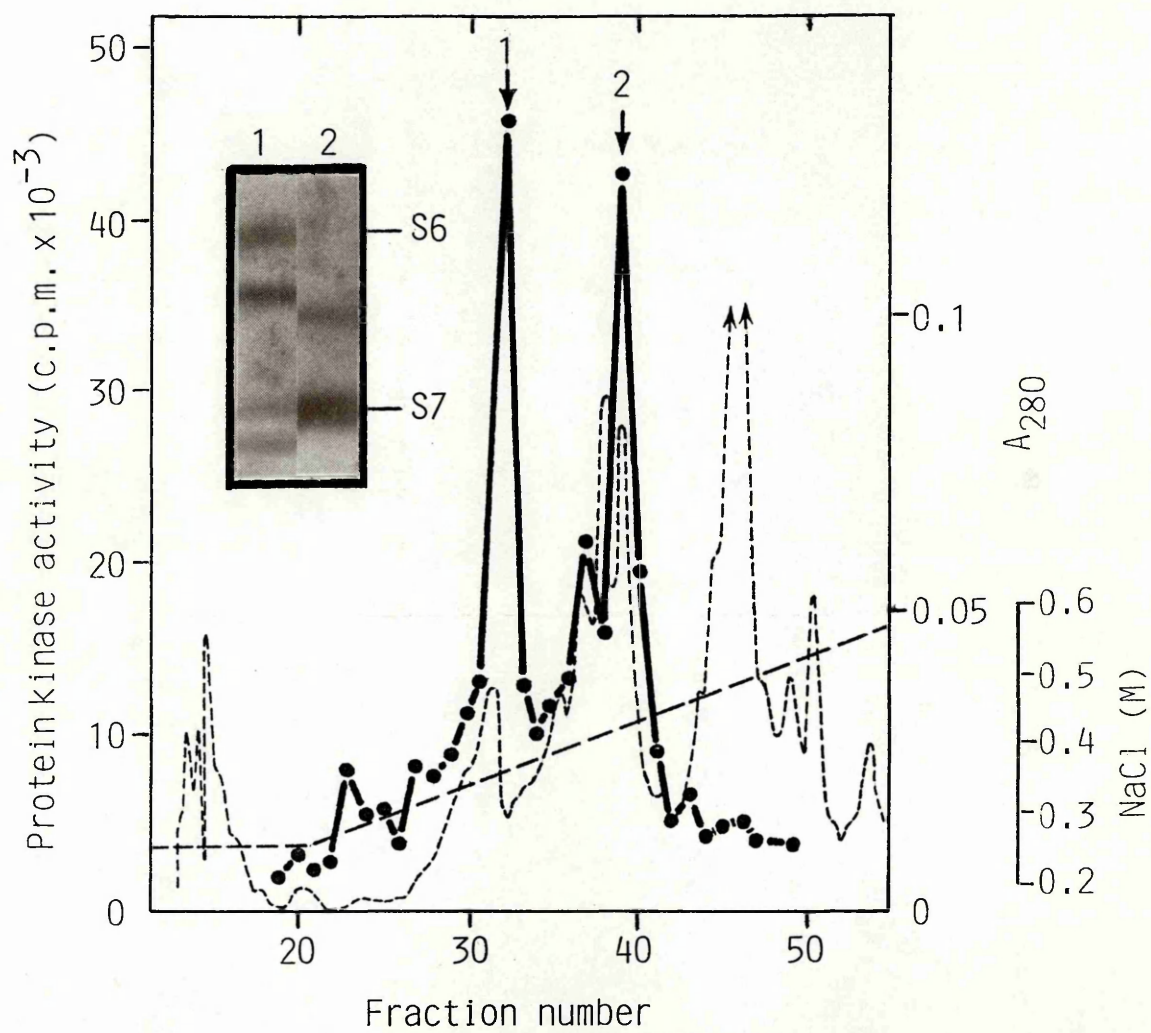 50
40
30
20
10
0
Protein kinase activity (c.p.m. x 10⁻³)
1
2
1 2
S6
S7
0.1
0.05
0
A₂₈₀
0.6
0.5
0.4
0.3
0.2
NaCl (M)
20 30 40 50
Fraction number